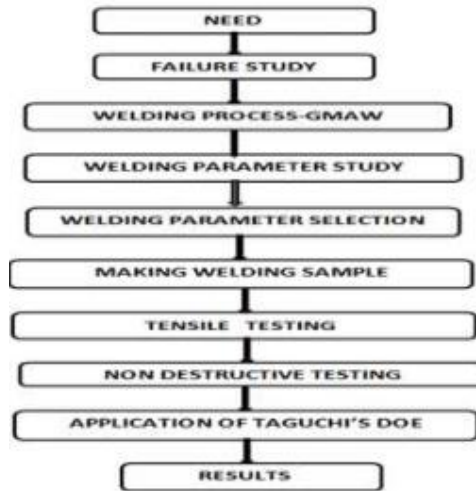 NEED
FAILURE STUDY
WELDING PROCESS-GMAW
WELDING PARAMETER STUDY
WELDING PARAMETER SELECTION
MAKING WELDING SAMPLE
TENSILE TESTING
NON DESTRUCTIVE TESTING
APPLICATION OF TAGUCHI'S DOE
RESULTS